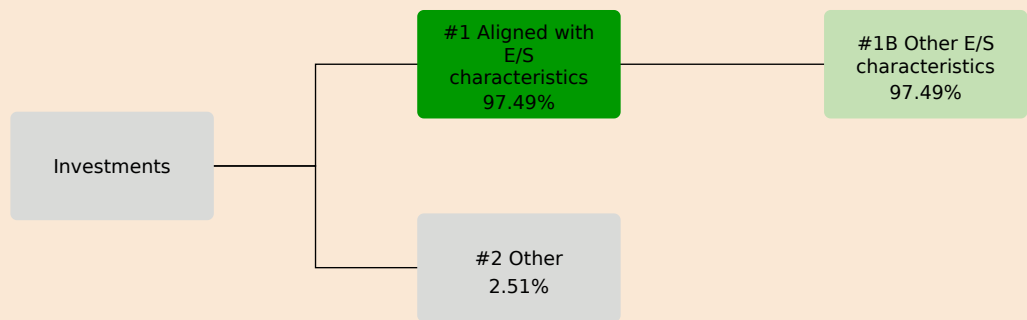 #1 Aligned with
E/S
characteristics
97.49%
#1B Other E/S
characteristics
97.49%
Investments
#2 Other
2.51%